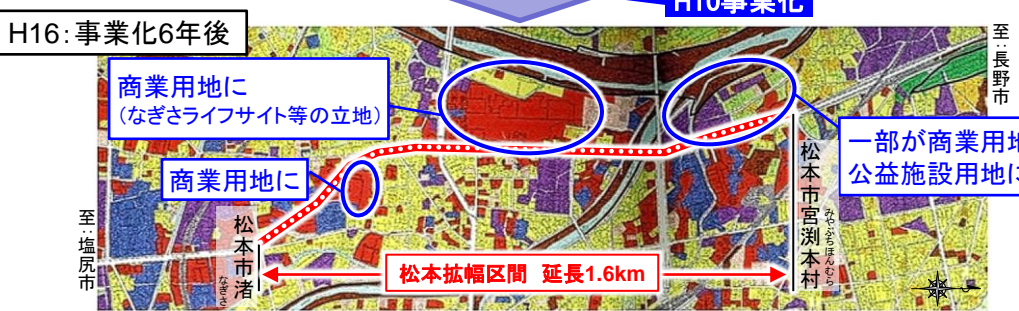 H10事業化
H16：事業化6年後
至：長野市
商業用地に
（なぎさライフサイト等の立地）
一部が商業用地
公益施設用地に
商業用地に
松本市宮渕本村
みやぶちほんむら
至：塩尻市
松本市渚
なぎさ
松本拡幅区間 延長1.6km